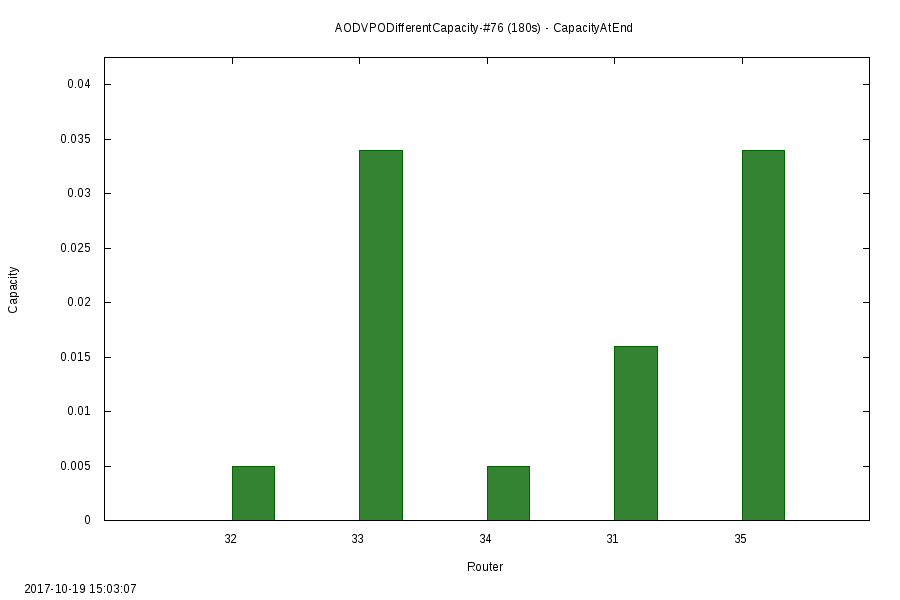 AODVPODifferentCapacity-#76 (180s) - CapacityAtEnd
0.04
0.035
0.03
0.025
0.02
0.015
0.01
0.005
0
Capacity
32 33 34 31 35
Router
2017-10-19 15:03:07